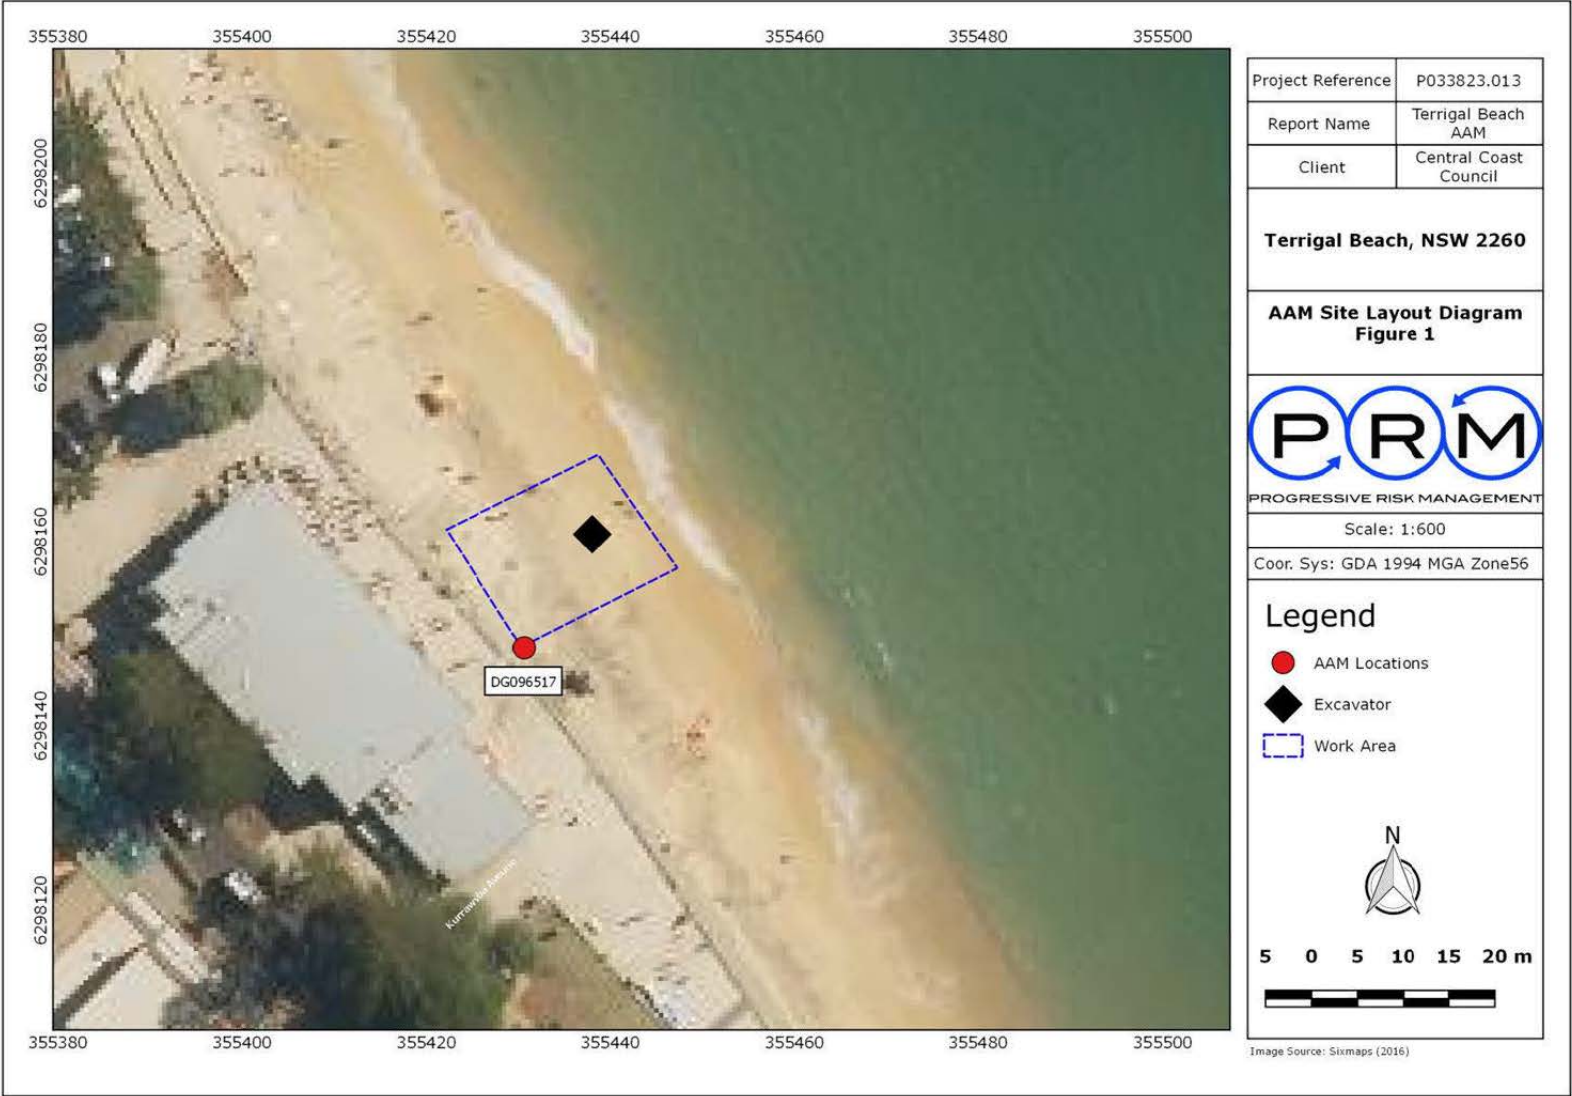 355380 355400 355420 355440 355460 355480 355500
6298200
6298180
6298160
6298140
6298120
DG096517
Kurrawyba Avenue
355380 355400 355420 355440 355460 355480 355500
Project Reference P033823.013
Report Name Terrigal Beach
AAM
Client Central Coast
Council
Terrigal Beach, NSW 2260
AAM Site Layout Diagram
Figure 1
PRM
PROGRESSIVE RISK MANAGEMENT
Scale: 1:600
Coor. Sys: GDA 1994 MGA Zone56
Legend
AAM Locations
Excavator
Work Area
N
5 0 5 10 15 20 m
Image Source: Sixmaps (2016)